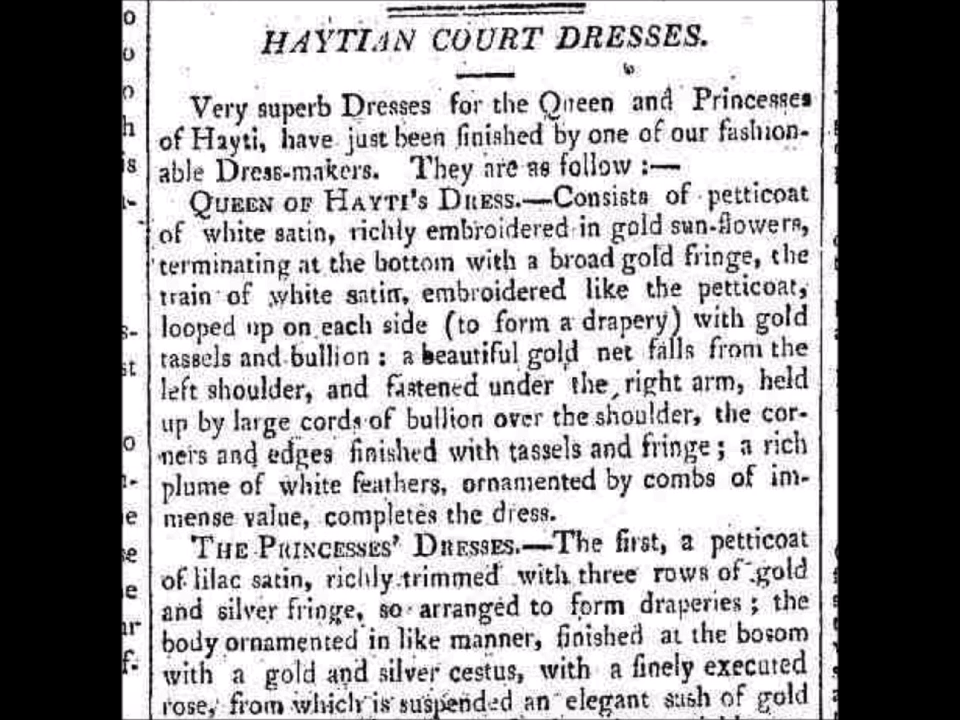 HAYTIAN COURT DRESSES.
Very superb Dresses for the Queen and Princesses
of Hayti, have just been finished by one of our fashion-
able Dress-makers. They are as follow :—
QUEEN OF HAYTI'S DRESS.—Consists of petticoat
of white satin, richly embroidered in gold sun-flowers,
terminating at the bottom with a broad gold fringe, the
train of white satin, embroidered like the petticoat,
looped up on each side (to form a drapery) with gold
tassels and bullion : a beautiful gold net falls from the
left shoulder, and fastened under the right arm, held
up by large cords of bullion over the shoulder, the cor-
ners and edges finished with tassels and fringe ; a rich
plume of white feathers, ornamented by combs of im-
mense value, completes the dress.
THE PRINCESSES' DRESSES.—The first, a petticoat
of lilac satin, richly trimmed with three rows of gold
and silver fringe, so arranged to form draperies ; the
body ornamented in like manner, finished at the bosom
with a gold and silver cestus, with a finely executed
rose, from which is suspended an elegant sash of gold